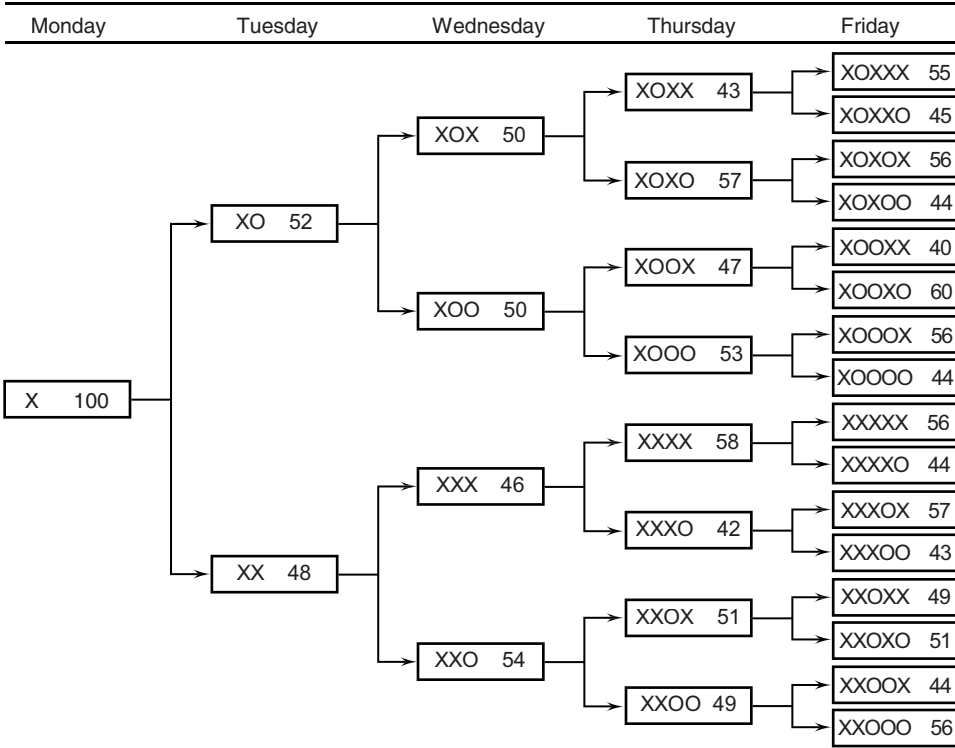 Monday Tuesday Wednesday Thursday Friday
XOXXX 55
XOXX 43
XOXXO 45
XOX 50
XOXOX 56
XOXO 57
XOXOO 44
XO 52
XOOXX 40
XOOX 47
XOOXO 60
XOO 50
XOOOX 56
XOOO 53
XOOOO 44
X 100
XXXXX 56
XXXX 58
XXXXO 44
XXX 46
XXXOX 57
XXXO 42
XXXOO 43
XX 48
XXOXX 49
XXOX 51
XXOXO 51
XXO 54
XXOOX 44
XXOO 49
XXOOO 56